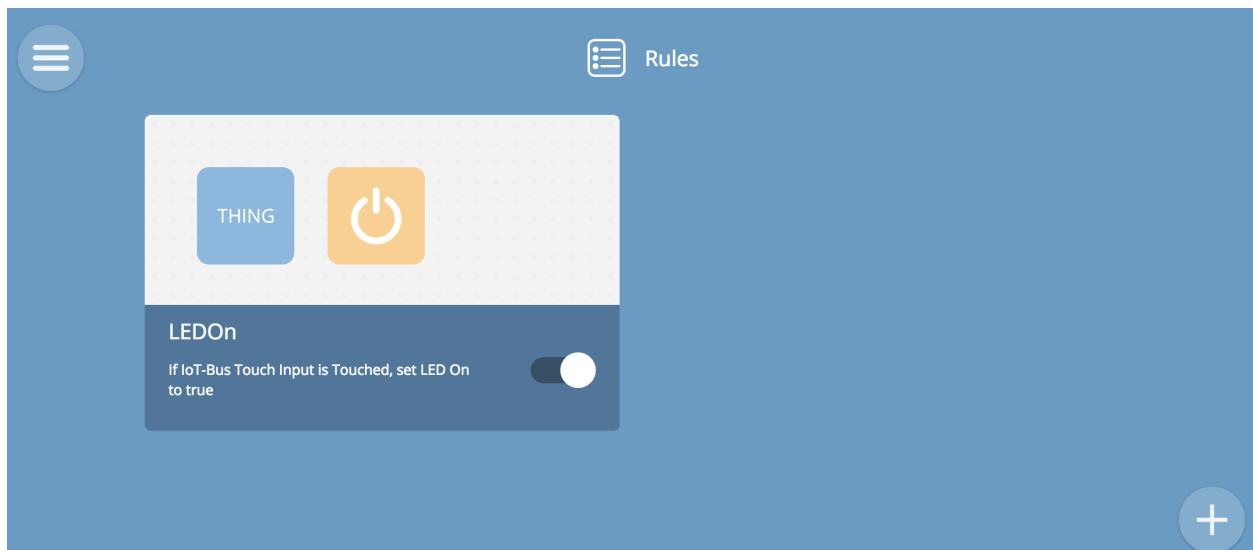 Rules
THING
LEDOn
If IoT-Bus Touch Input is Touched, set LED On
to true